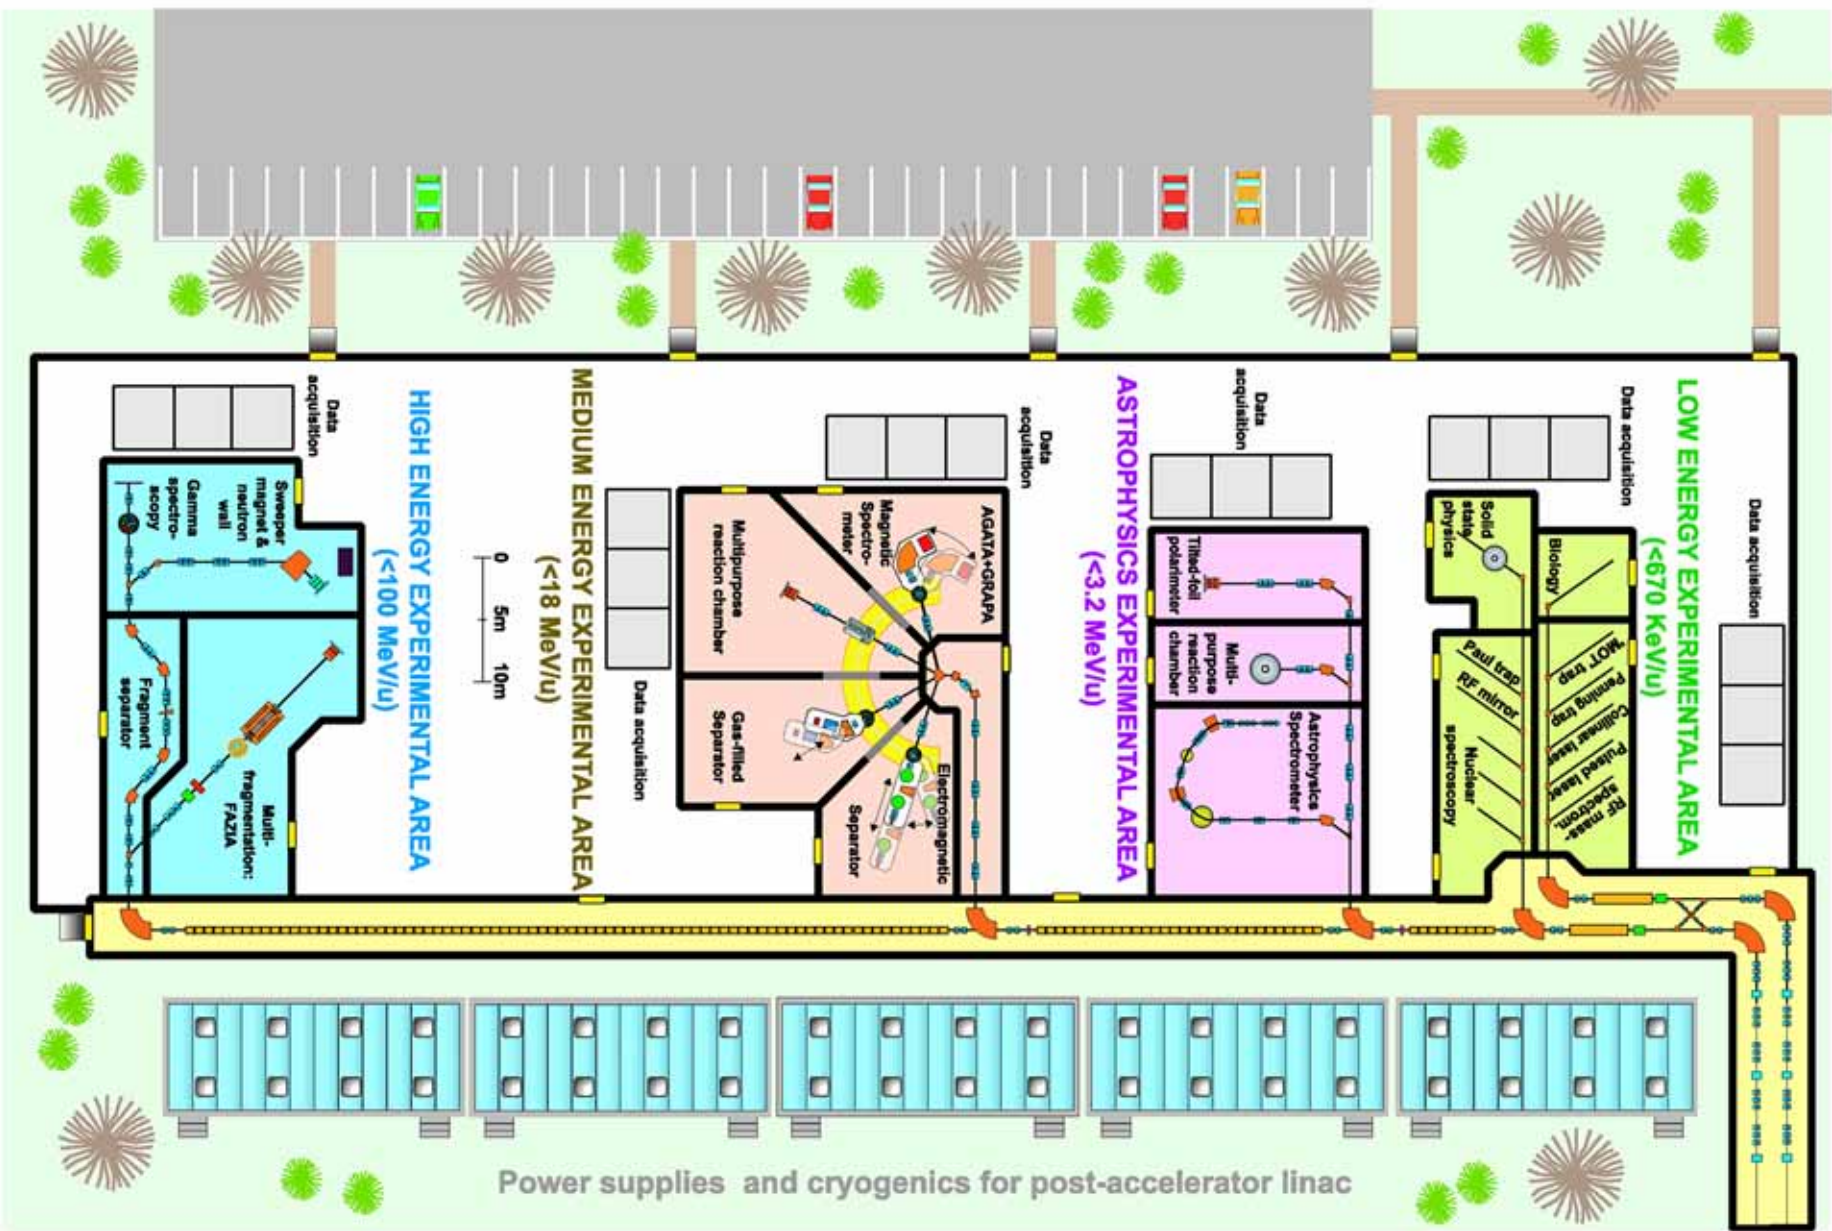 Data
acquisition
HIGH ENERGY EXPERIMENTAL AREA
(<100 MeV/u)
Sweeper
magnet &
neutron
wall
Gamma
spectro-
scopy
Fragment
separator
Multi-
fragmentation:
FAZIA
MEDIUM ENERGY EXPERIMENTAL AREA
(<18 MeV/u)
0
5m
10m
Data acquisition
Data
acquisition
AGATA+GRAPA
Magnetic
Spectro-
meter
Multipurpose
reaction chamber
Gas-filled
Separator
Electromagnetic
Separator
ASTROPHYSICS EXPERIMENTAL AREA
(<3.2 MeV/u)
Data
acquisition
Tilted-foil
polarimeter
Multi-
purpose
reaction
chamber
Astrophysics
Spectrometer
Data acquisition
LOW ENERGY EXPERIMENTAL AREA
(<670 KeV/u)
Data acquisition
Solid
state
physics
Biology
Paul trap
RF mirror
Nuclear
spectroscopy
'MOT' trap
Penning trap
Collinear laser
Pulsed laser
RF mass-
spectrom.
Power supplies and cryogenics for post-accelerator linac